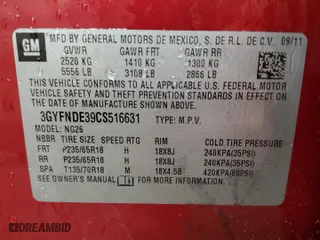 GM
MFD BY GENERAL MOTORS DE MEXICO, S. DE R.L. DE C.V. 09/11
GVWR GAWR FRT GAWR RR
2520 KG 1410 KG 1300 KG
5556 LB 3108 LB 2866 LB
THIS VEHICLE CONFORMS TO ALL APPLICABLE U.S. FEDERAL MOTOR VEHICLE SAFETY AND THEFT PREVENTION STANDARDS IN EFFECT ON THE DATE OF MANUFACTURE SHOWN ABOVE.
3GYFNDE39CS516631 TYPE: M.P.V.
MODEL: NG26
NBBR TIRE SIZE SPEED RTG RIM COLD TIRE PRESSURE
FRT P235/65R18 H 18X8J 240KPA(35PSI)
RR P235/65R18 H 18X8J 240KPA(35PSI)
SPA T135/70R18 M 18X4.5B 420KPA(60PSI)
SEE OWNER'S MANUAL FOR ADDITIONAL INFORMATION.